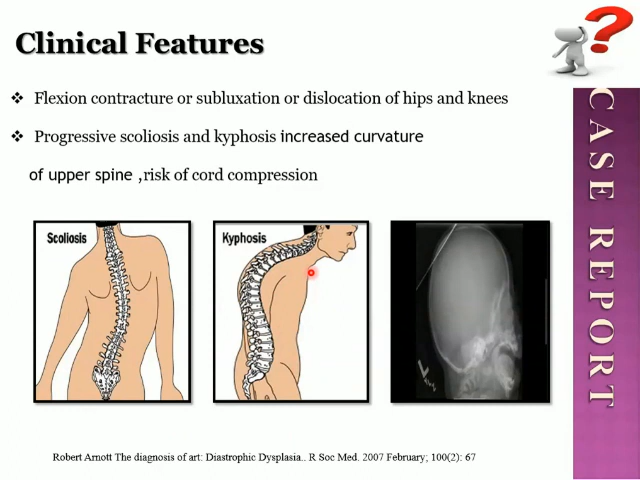 Clinical Features
❖ Flexion contracture or subluxation or dislocation of hips and knees
❖ Progressive scoliosis and kyphosis increased curvature
of upper spine ,risk of cord compression
Scoliosis
Kyphosis
CASE REPORT
Robert Arnott The diagnosis of art: Diastrophic Dysplasia.. R Soc Med. 2007 February; 100(2): 67